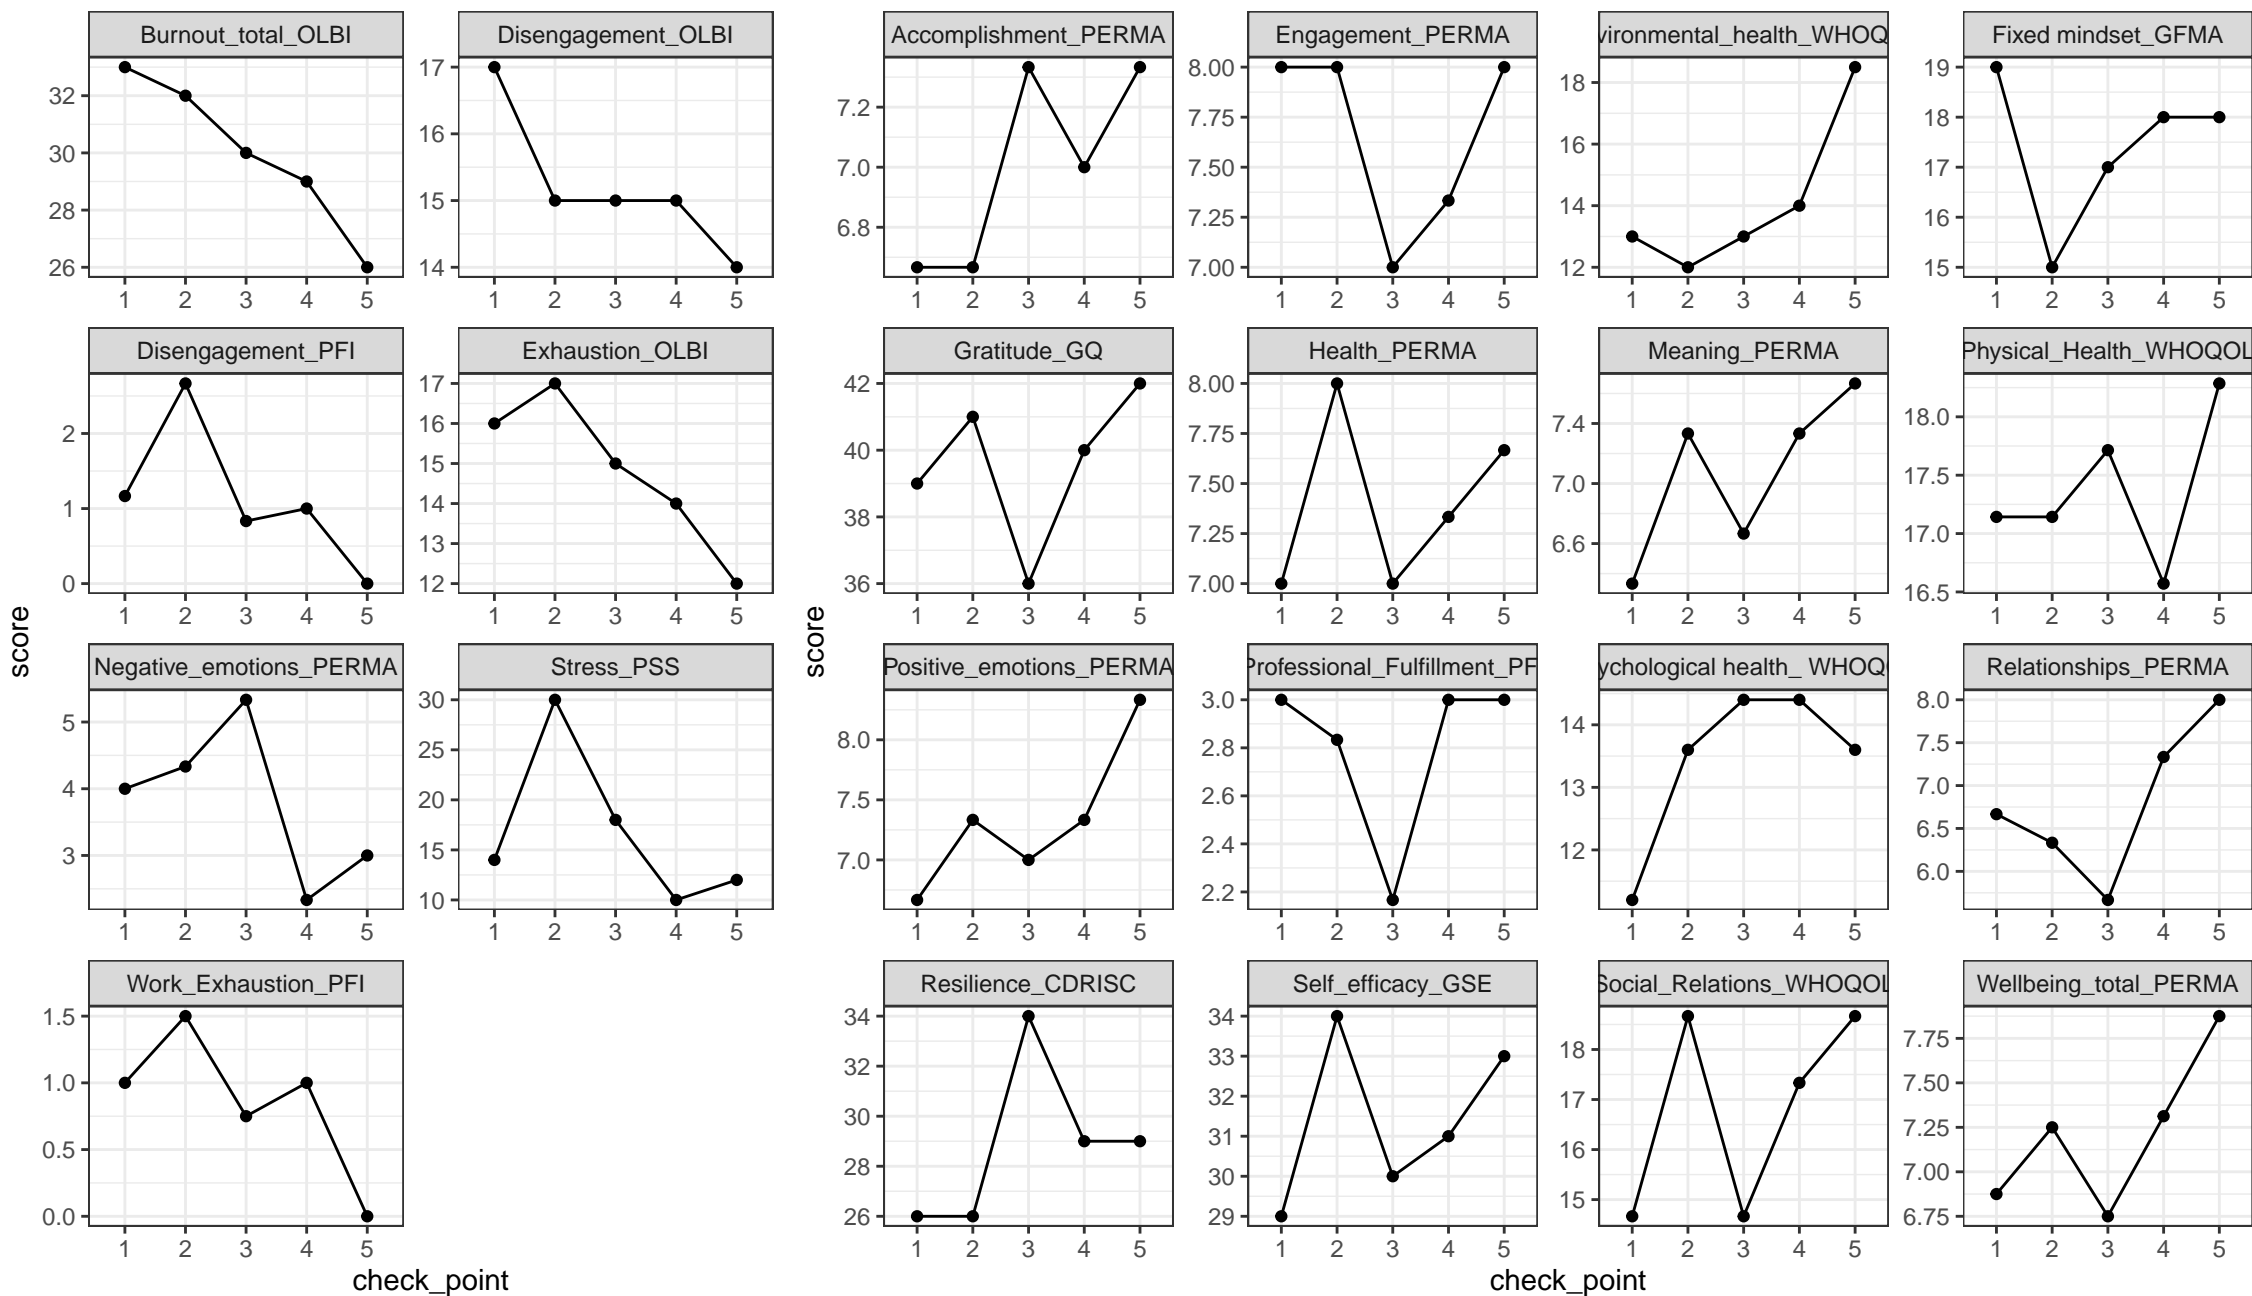 Burnout_total_OLBI
Disengagement_OLBI
Accomplishment_PERMA
Engagement_PERMA
vironmental_health_WHOQ
Fixed mindset_GFMA
32
30
28
26
1 2 3 4 5
17
16
15
14
1 2 3 4 5
7.2
7.0
6.8
1 2 3 4 5
8.00
7.75
7.50
7.25
7.00
1 2 3 4 5
18
16
14
12
1 2 3 4 5
19
18
17
16
15
1 2 3 4 5
Disengagement_PFI
Exhaustion_OLBI
Gratitude_GQ
Health_PERMA
Meaning_PERMA
Physical_Health_WHOQOL
2
1
0
1 2 3 4 5
17
16
15
14
13
12
1 2 3 4 5
42
40
38
36
1 2 3 4 5
8.00
7.75
7.50
7.25
7.00
1 2 3 4 5
7.4
7.0
6.6
1 2 3 4 5
18.0
17.5
17.0
16.5
1 2 3 4 5
score
score
Negative_emotions_PERMA
Stress_PSS
Positive_emotions_PERMA
Professional_Fulfillment_PF
ychological health_ WHOQ
Relationships_PERMA
5
4
3
1 2 3 4 5
30
25
20
15
10
1 2 3 4 5
8.0
7.5
7.0
1 2 3 4 5
3.0
2.8
2.6
2.4
2.2
1 2 3 4 5
14
13
12
1 2 3 4 5
8.0
7.5
7.0
6.5
6.0
1 2 3 4 5
Work_Exhaustion_PFI
Resilience_CDRISC
Self_efficacy_GSE
Social_Relations_WHOQOL
Wellbeing_total_PERMA
1.5
1.0
0.5
0.0
1 2 3 4 5
34
32
30
28
26
1 2 3 4 5
34
33
32
31
30
29
1 2 3 4 5
18
17
16
15
1 2 3 4 5
7.75
7.50
7.25
7.00
6.75
1 2 3 4 5
check_point
check_point